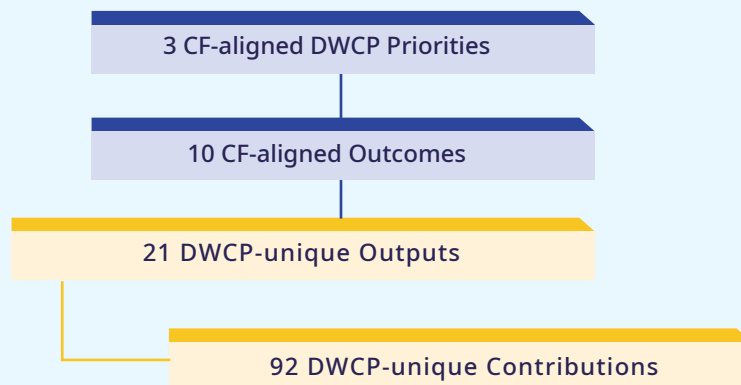 3 CF-aligned DWCP Priorities
10 CF-aligned Outcomes
21 DWCP-unique Outputs
92 DWCP-unique Contributions